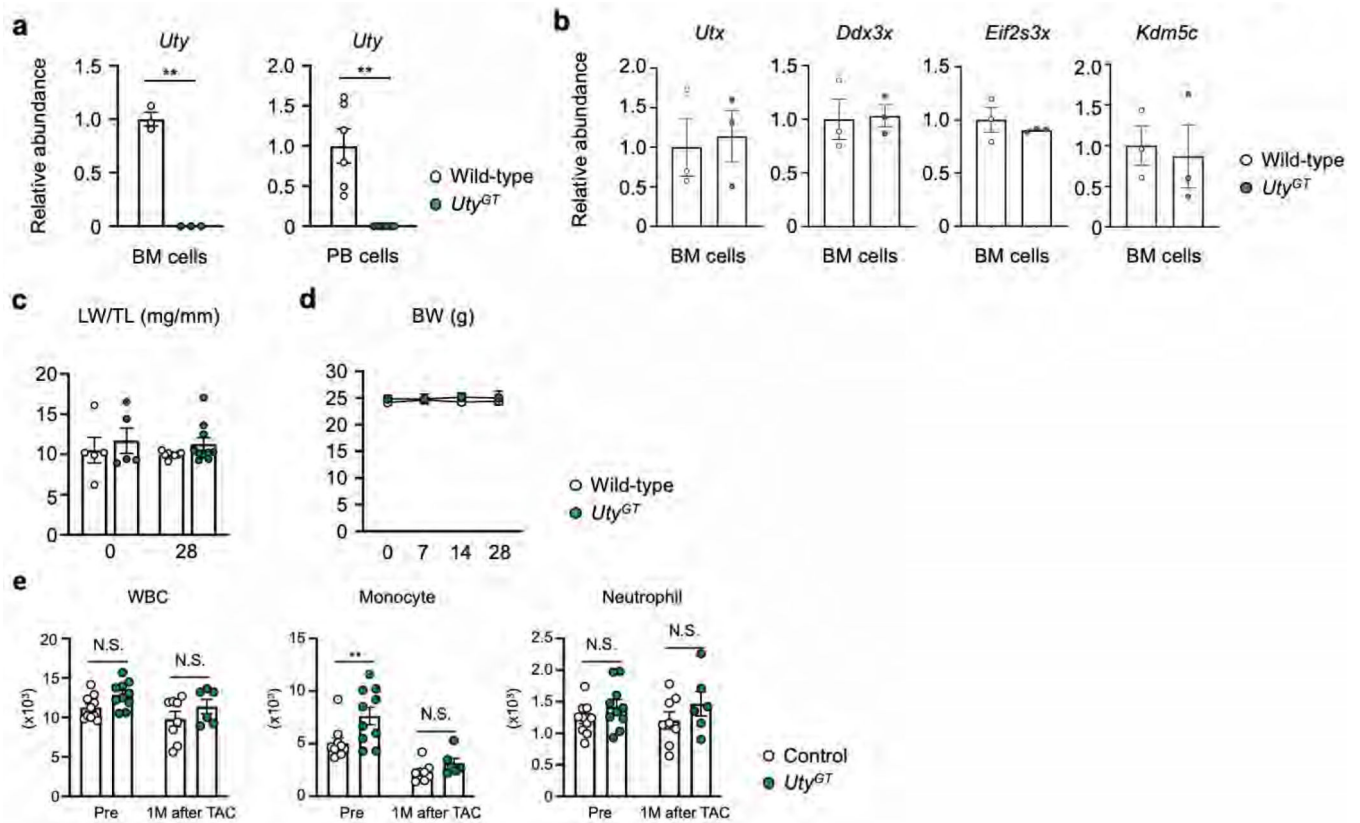 a
Uty
Uty
Relative abundance
1.5
1.0
0.5
0
**
BM cells
1.5
1.0
0.5
0
**
PB cells
Wild-type
Uty^GT
b
Utx
Ddx3x
Eif2s3x
Kdm5c
Relative abundance
2.0
1.5
1.0
0.5
0
BM cells
1.5
1.0
0.5
0
BM cells
1.5
1.0
0.5
0
BM cells
2.0
1.5
1.0
0.5
0
BM cells
Wild-type
Uty^GT
c
LW/TL (mg/mm)
20
15
10
5
0
0 28
d
BW (g)
30
25
20
15
10
5
0
0 7 14 28
Wild-type
Uty^GT
e
WBC
(x10³)
20
15
10
5
0
N.S.
N.S.
Pre 1M after TAC
Monocyte
(x10³)
15
10
5
0
**
N.S.
Pre 1M after TAC
Neutrophil
(x10³)
2.5
2.0
1.5
1.0
0.5
0
N.S.
N.S.
Pre 1M after TAC
Control
Uty^GT